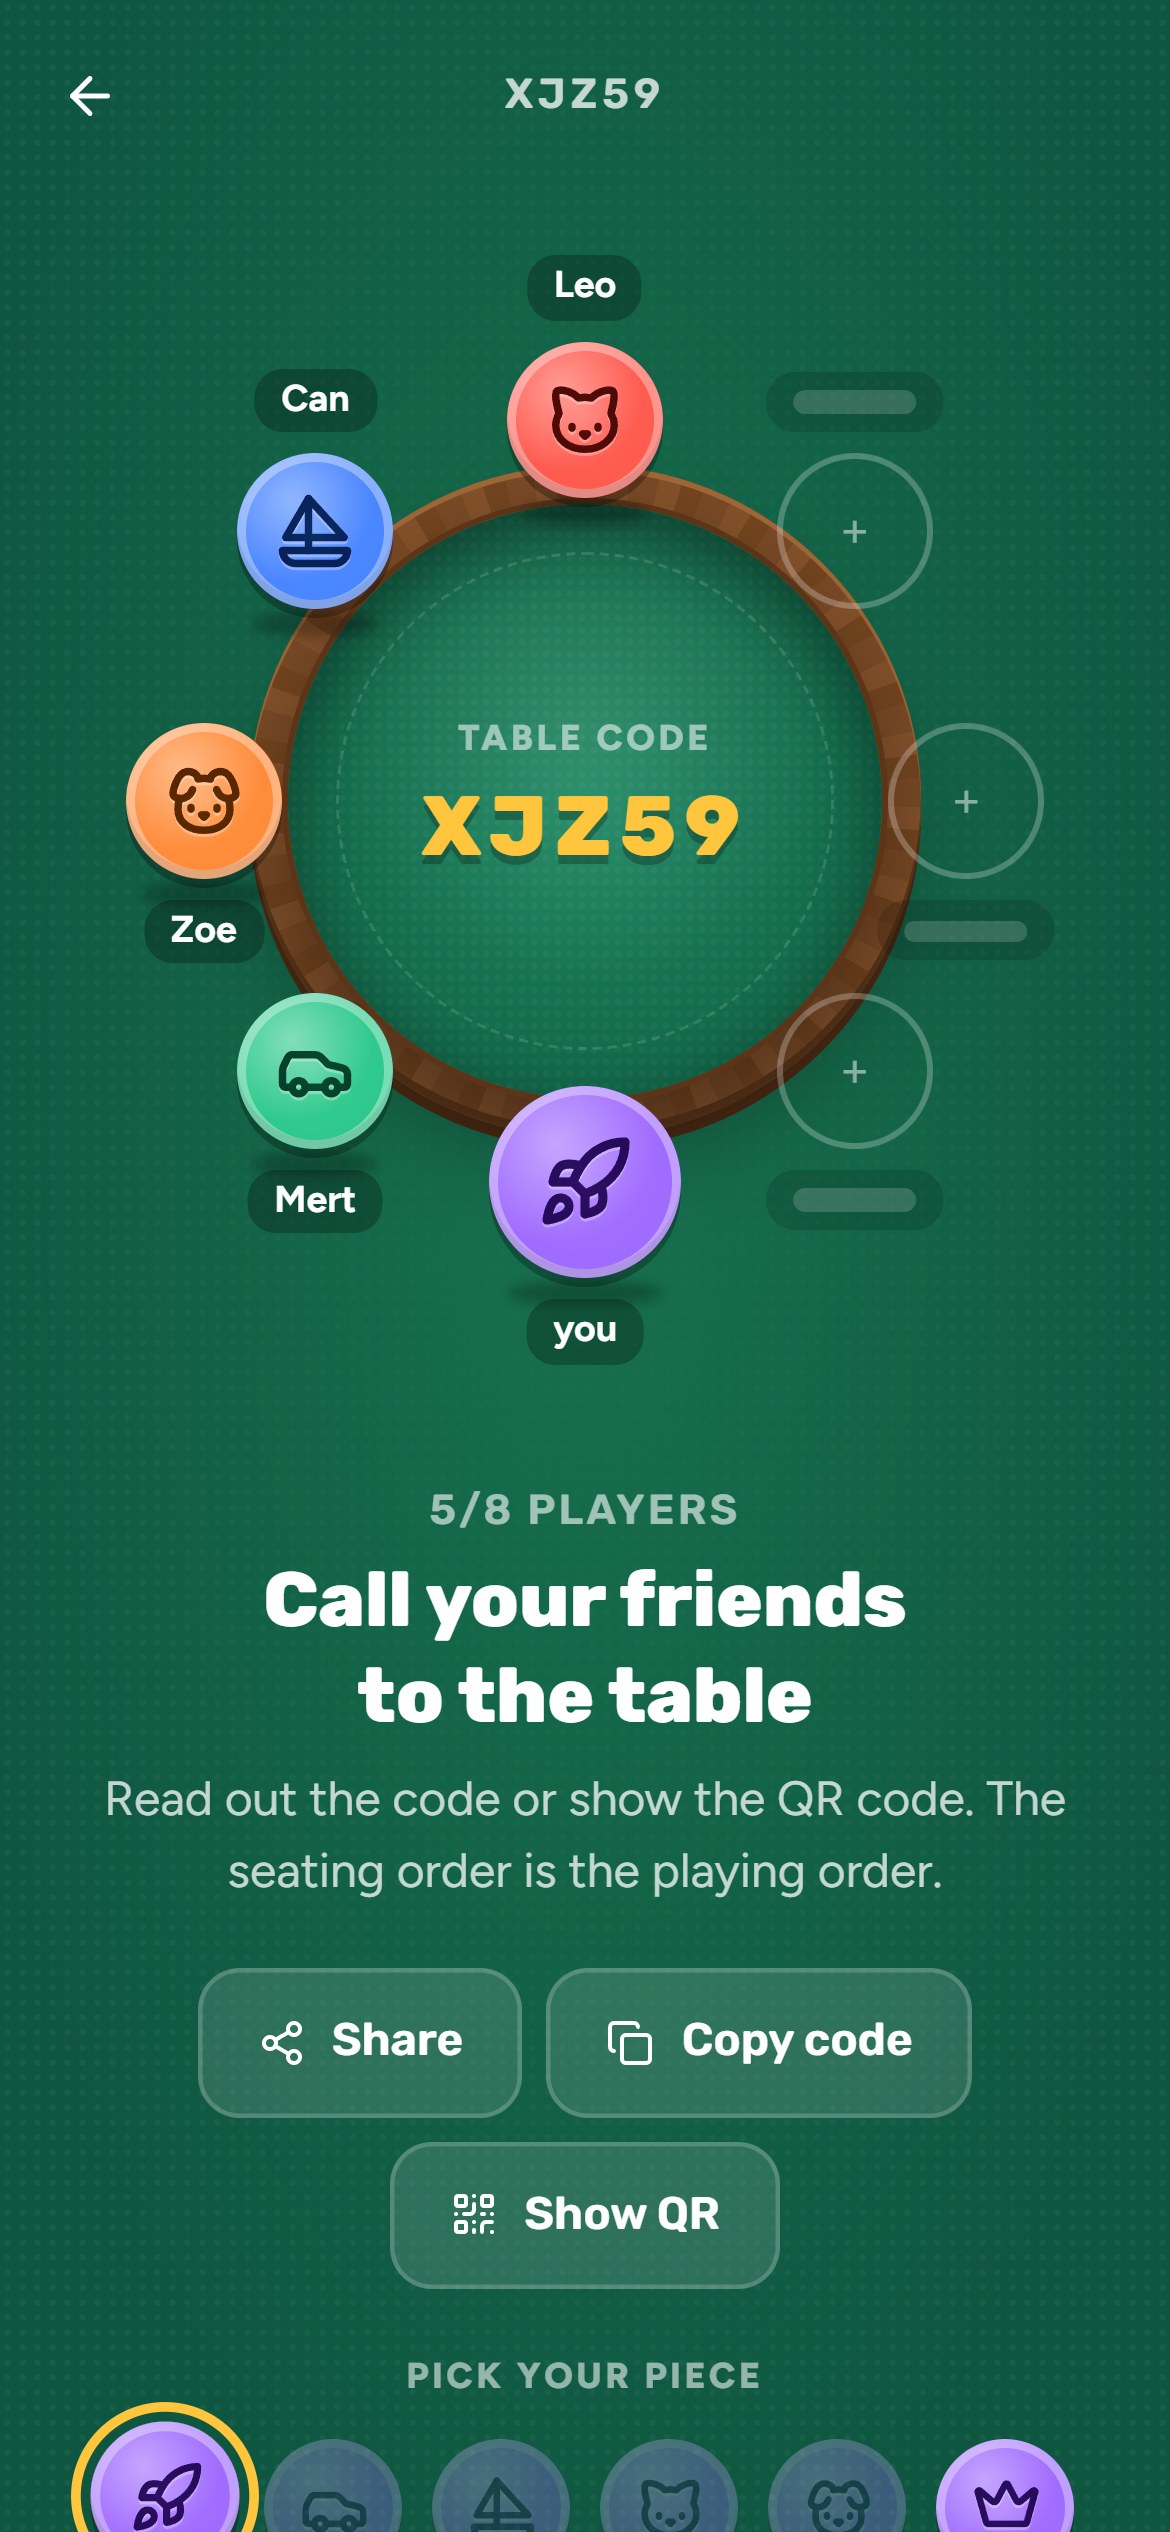 XJZ59
Leo
Can
TABLE CODE
XJZ59
Zoe
Mert
you
5/8 PLAYERS
Call your friends
to the table
Read out the code or show the QR code. The
seating order is the playing order.
Share
Copy code
Show QR
PICK YOUR PIECE